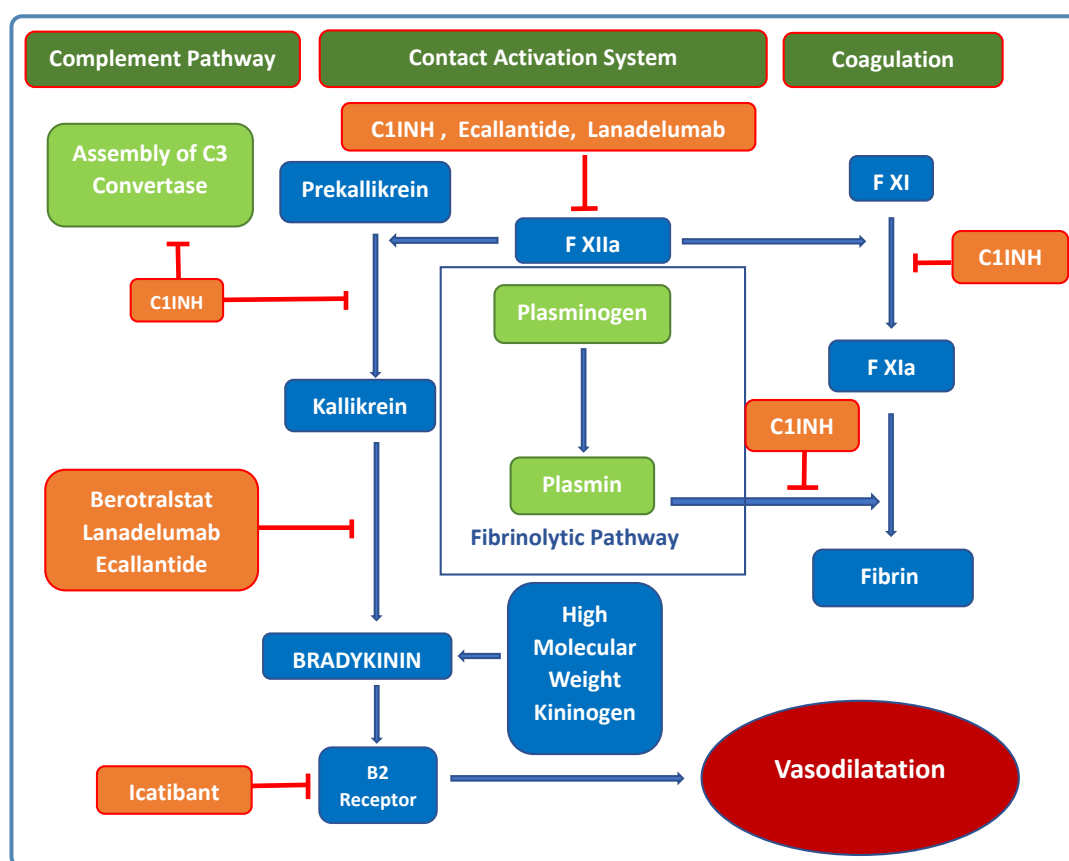 Complement Pathway
Contact Activation System
Coagulation
C1INH , Ecallantide, Lanadelumab
Assembly of C3
Convertase
Prekallikrein
F XI
F XIIa
C1INH
C1INH
Plasminogen
F XIa
Kallikrein
C1INH
Plasmin
Berotralstat
Lanadelumab
Ecallantide
Fibrinolytic Pathway
Fibrin
High
Molecular
Weight
Kininogen
BRADYKININ
Vasodilatation
B2
Receptor
Icatibant